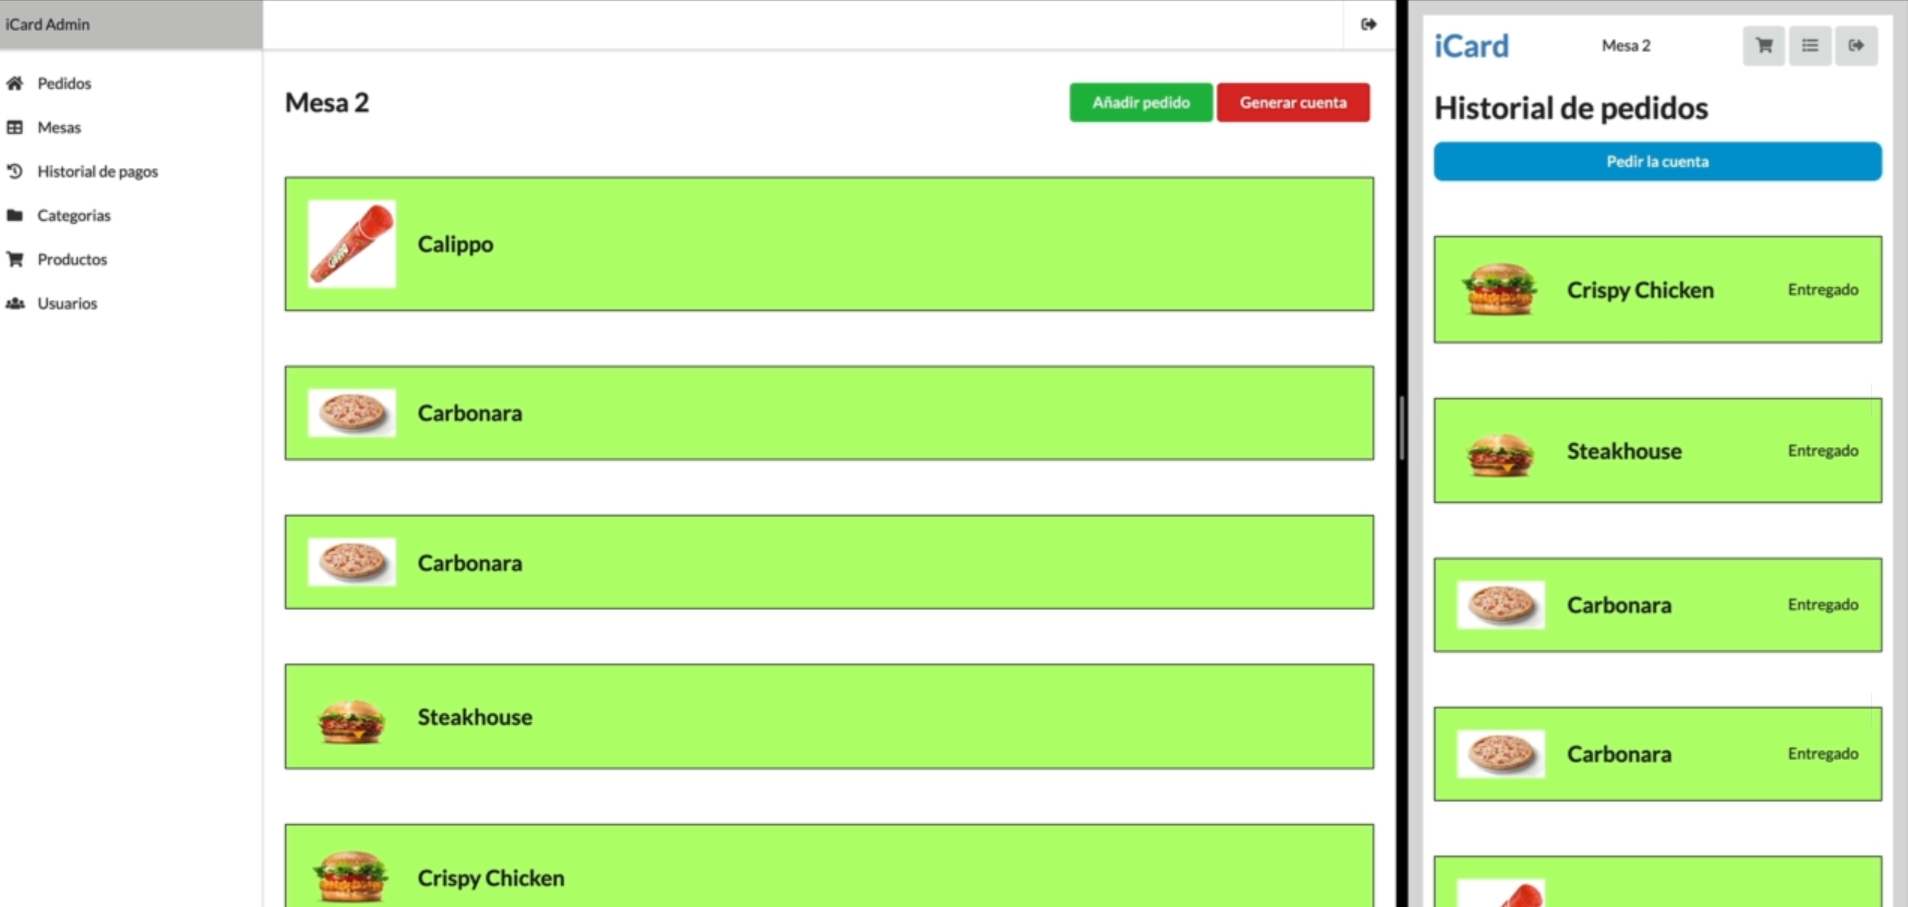 iCard Admin
Pedidos
Mesas
Historial de pagos
Categorias
Productos
Usuarios
Mesa 2
Añadir pedido
Generar cuenta
Calippo
Carbonara
Carbonara
Steakhouse
Crispy Chicken
iCard
Mesa 2
Historial de pedidos
Pedir la cuenta
Crispy Chicken Entregado
Steakhouse Entregado
Carbonara Entregado
Carbonara Entregado